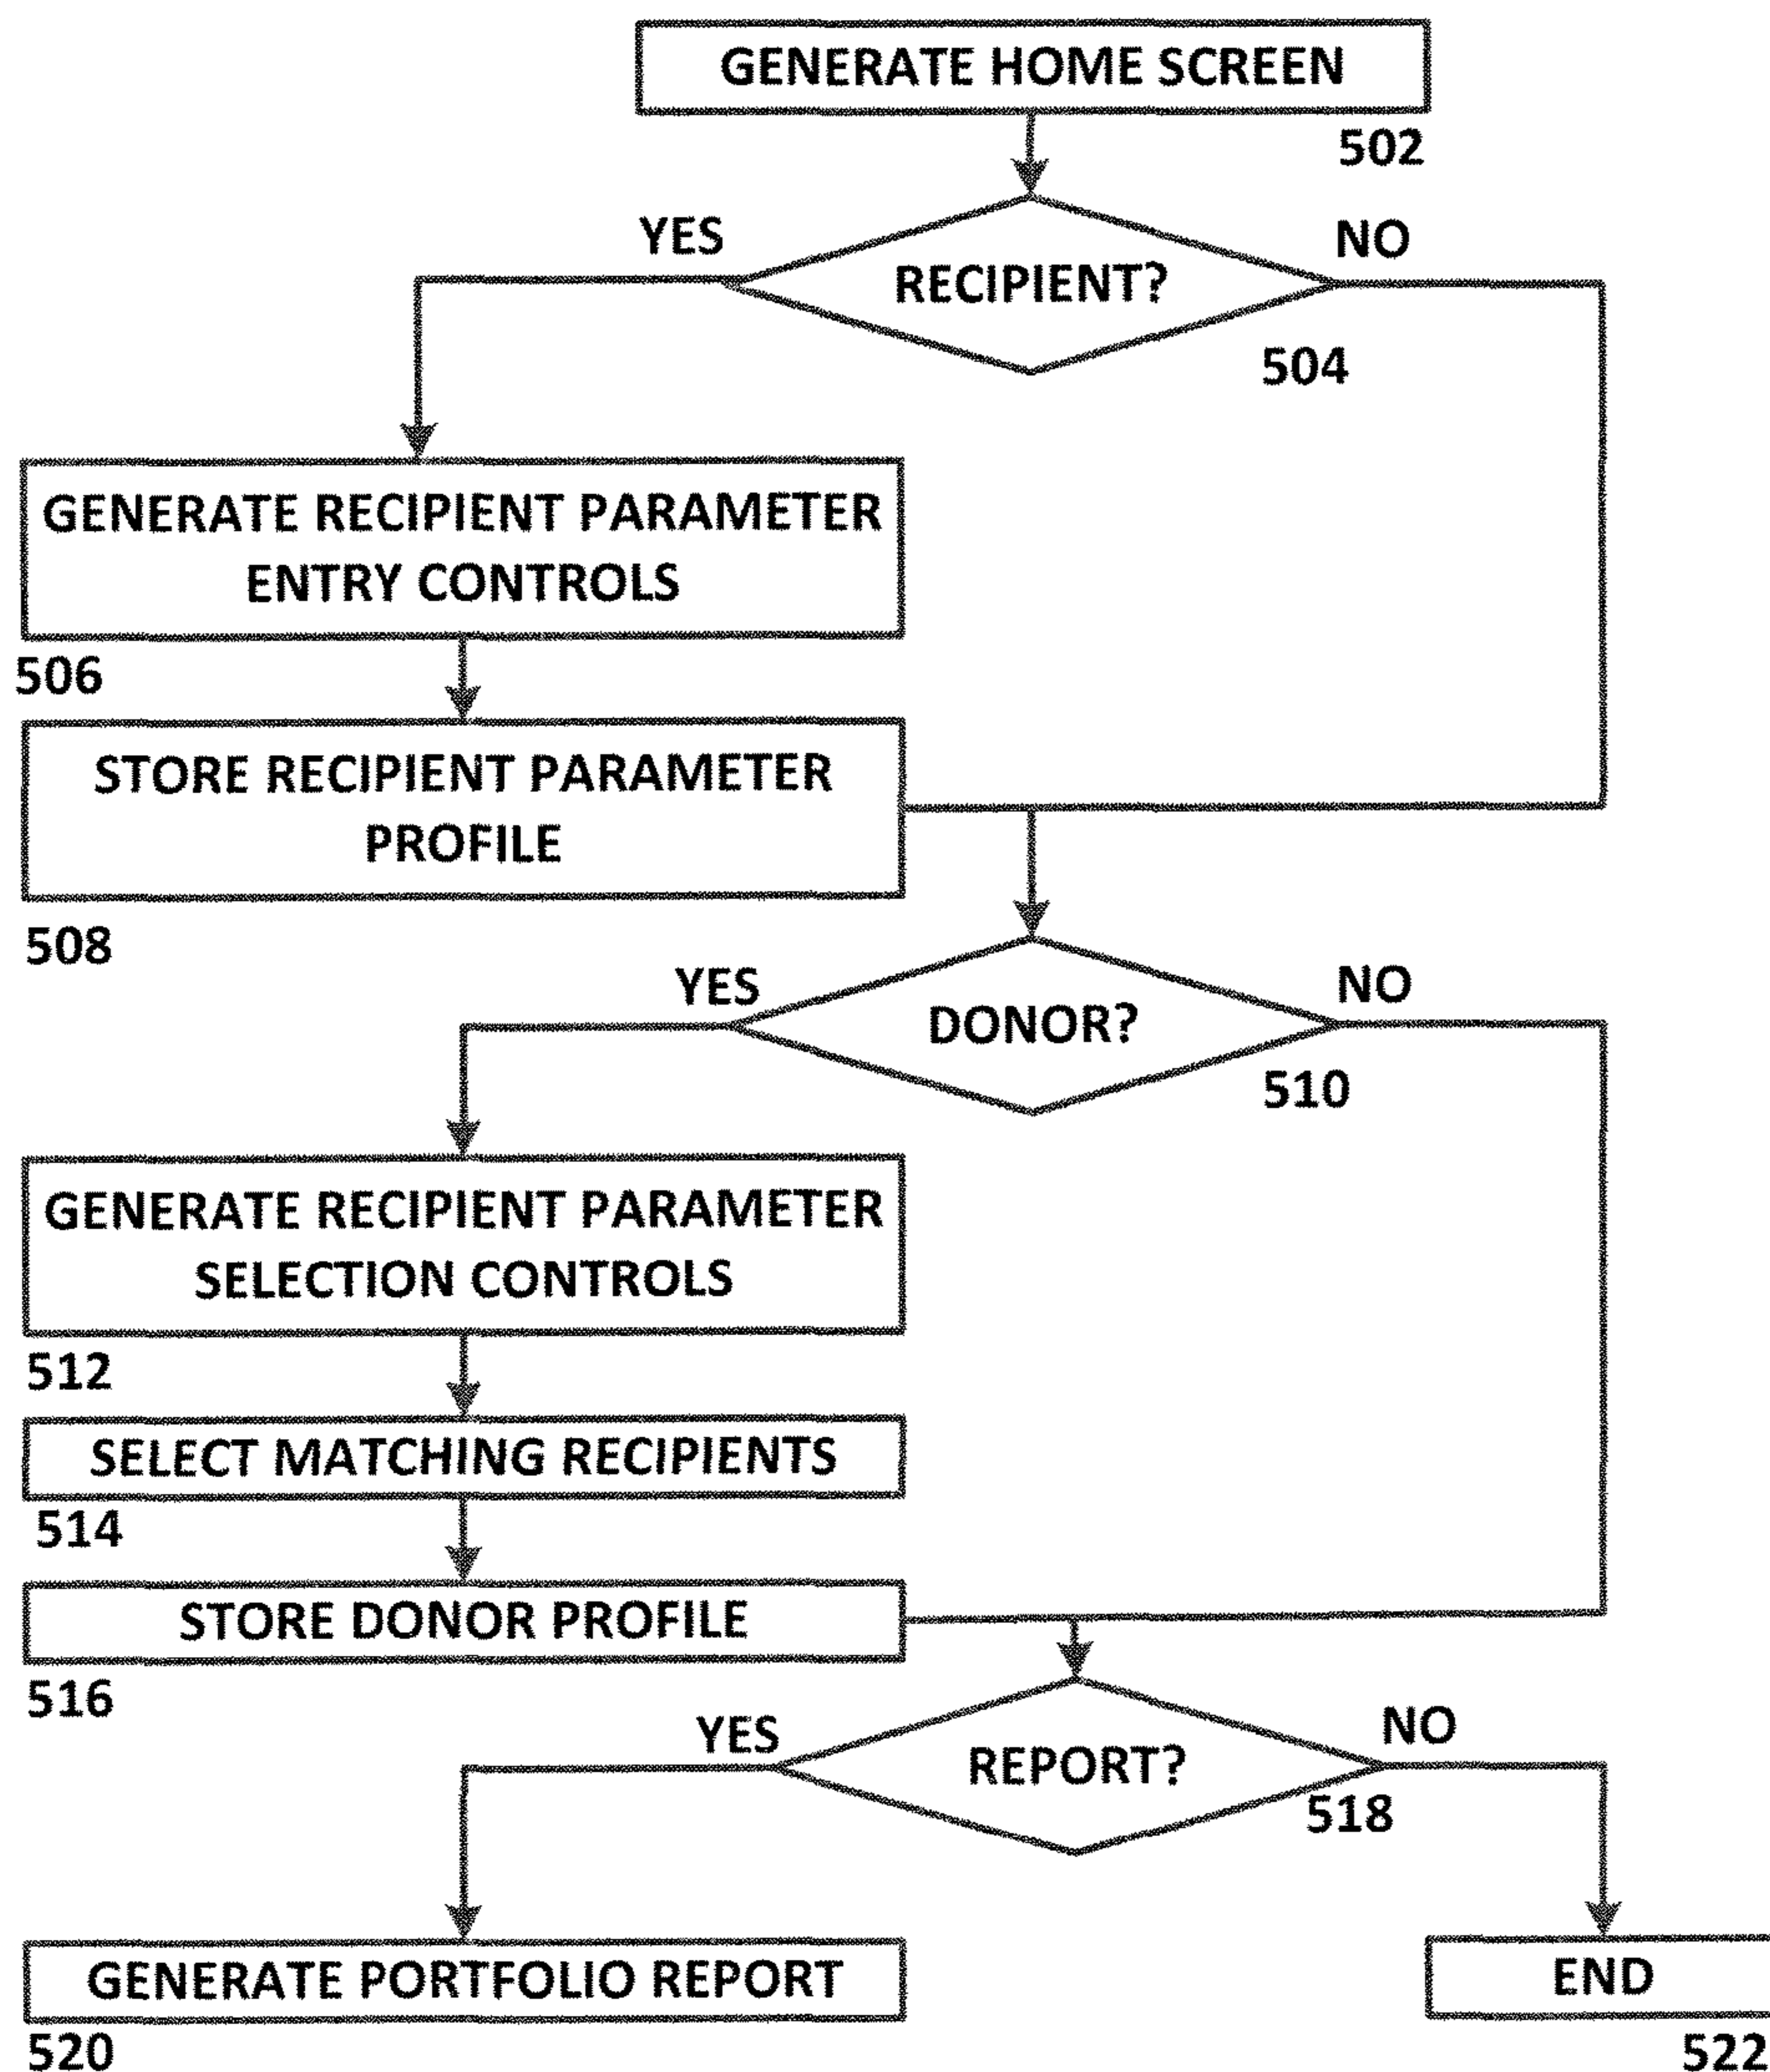 GENERATE HOME SCREEN
502
YES
NO
RECIPIENT?
504
GENERATE RECIPIENT PARAMETER
ENTRY CONTROLS
506
STORE RECIPIENT PARAMETER
PROFILE
508
YES
NO
DONOR?
510
GENERATE RECIPIENT PARAMETER
SELECTION CONTROLS
512
SELECT MATCHING RECIPIENTS
514
STORE DONOR PROFILE
516
YES
NO
REPORT?
518
GENERATE PORTFOLIO REPORT
END
520
522